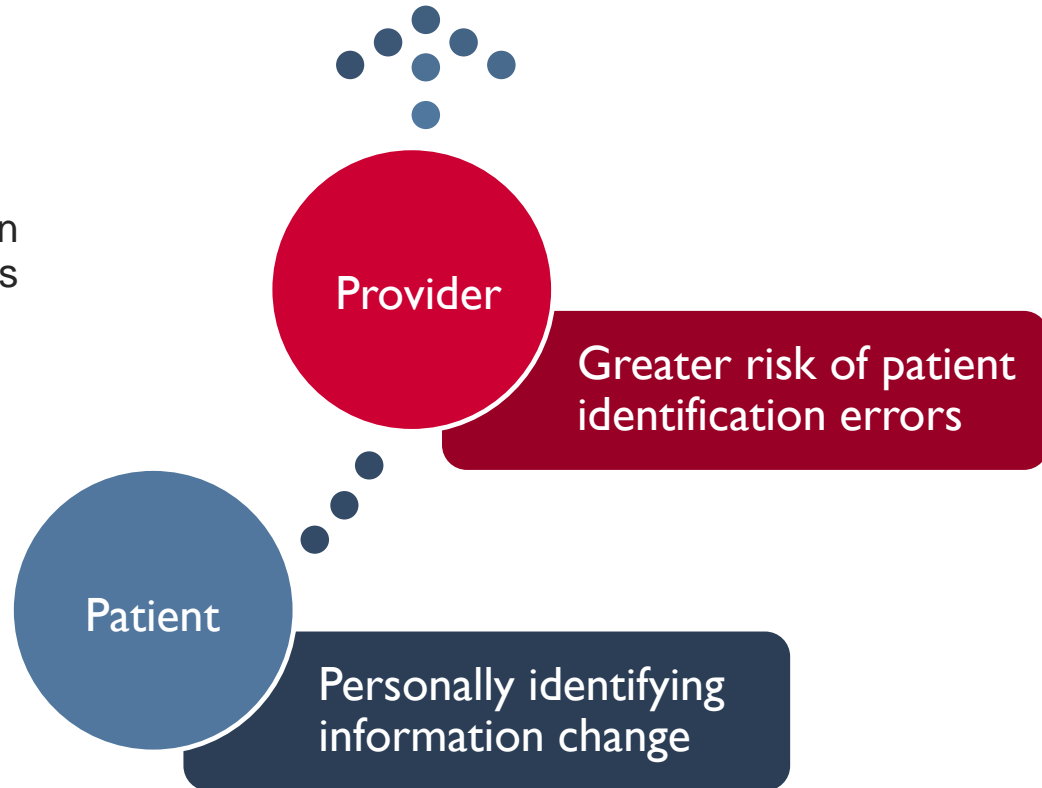 n
s
Provider
Greater risk of patient
identification errors
Patient
Personally identifying
information change